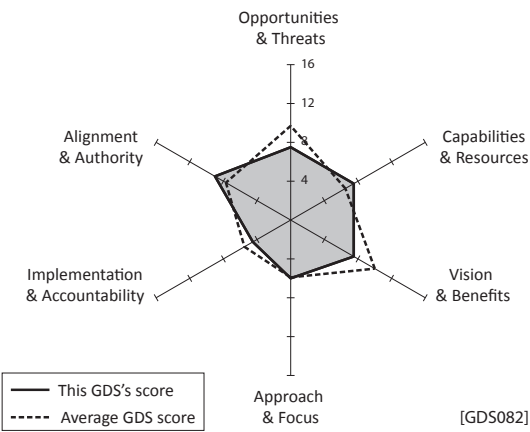 Opportunities
& Threats
16
12
8
4
Alignment
& Authority
Capabilities
& Resources
Implementation
& Accountability
Vision
& Benefits
Approach
& Focus
This GDS's score
Average GDS score
[GDS082]